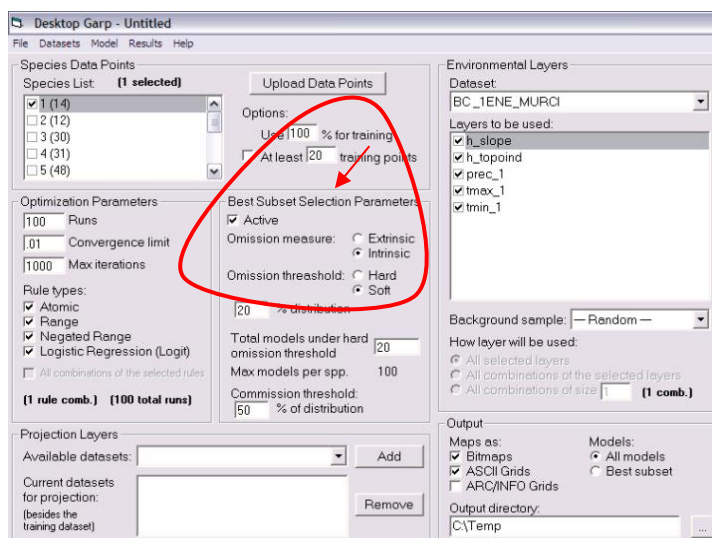 Desktop Garp - Untitled
File Datasets Model Results Help
Species Data Points
Species List: (1 selected)
1 (14)
2 (12)
3 (30)
4 (31)
5 (48)
Upload Data Points
Options:
Use 100 % for training
At least 20 training points
Optimization Parameters
100 Runs
.01 Convergence limit
1000 Max iterations
Rule types:
Atomic
Range
Negated Range
Logistic Regression (Logit)
All combinations of the selected rules
(1 rule comb.) (100 total runs)
Best Subset Selection Parameters
Active
Omission measure: Extrinsic
Intrinsic
Omission threashold: Hard
Soft
20 % distribution
Total models under hard
omission threshold 20
Max models per spp. 100
Commission threshold:
50 % of distribution
Projection Layers
Available datasets: Add
Current datasets
for projection:
(besides the
training dataset)
Remove
Environmental Layers
Dataset:
BC_1ENE_MURCI
Layers to be used:
h_slope
h_topoind
prec_1
tmax_1
tmin_1
Background sample: — Random —
How layer will be used:
All selected layers
All combinations of the selected layers
All combinations of size 1 (1 comb.)
Output
Maps as:
Bitmaps
ASCII Grids
ARC/INFO Grids
Models:
All models
Best subset
Output directory:
C:\Temp ...